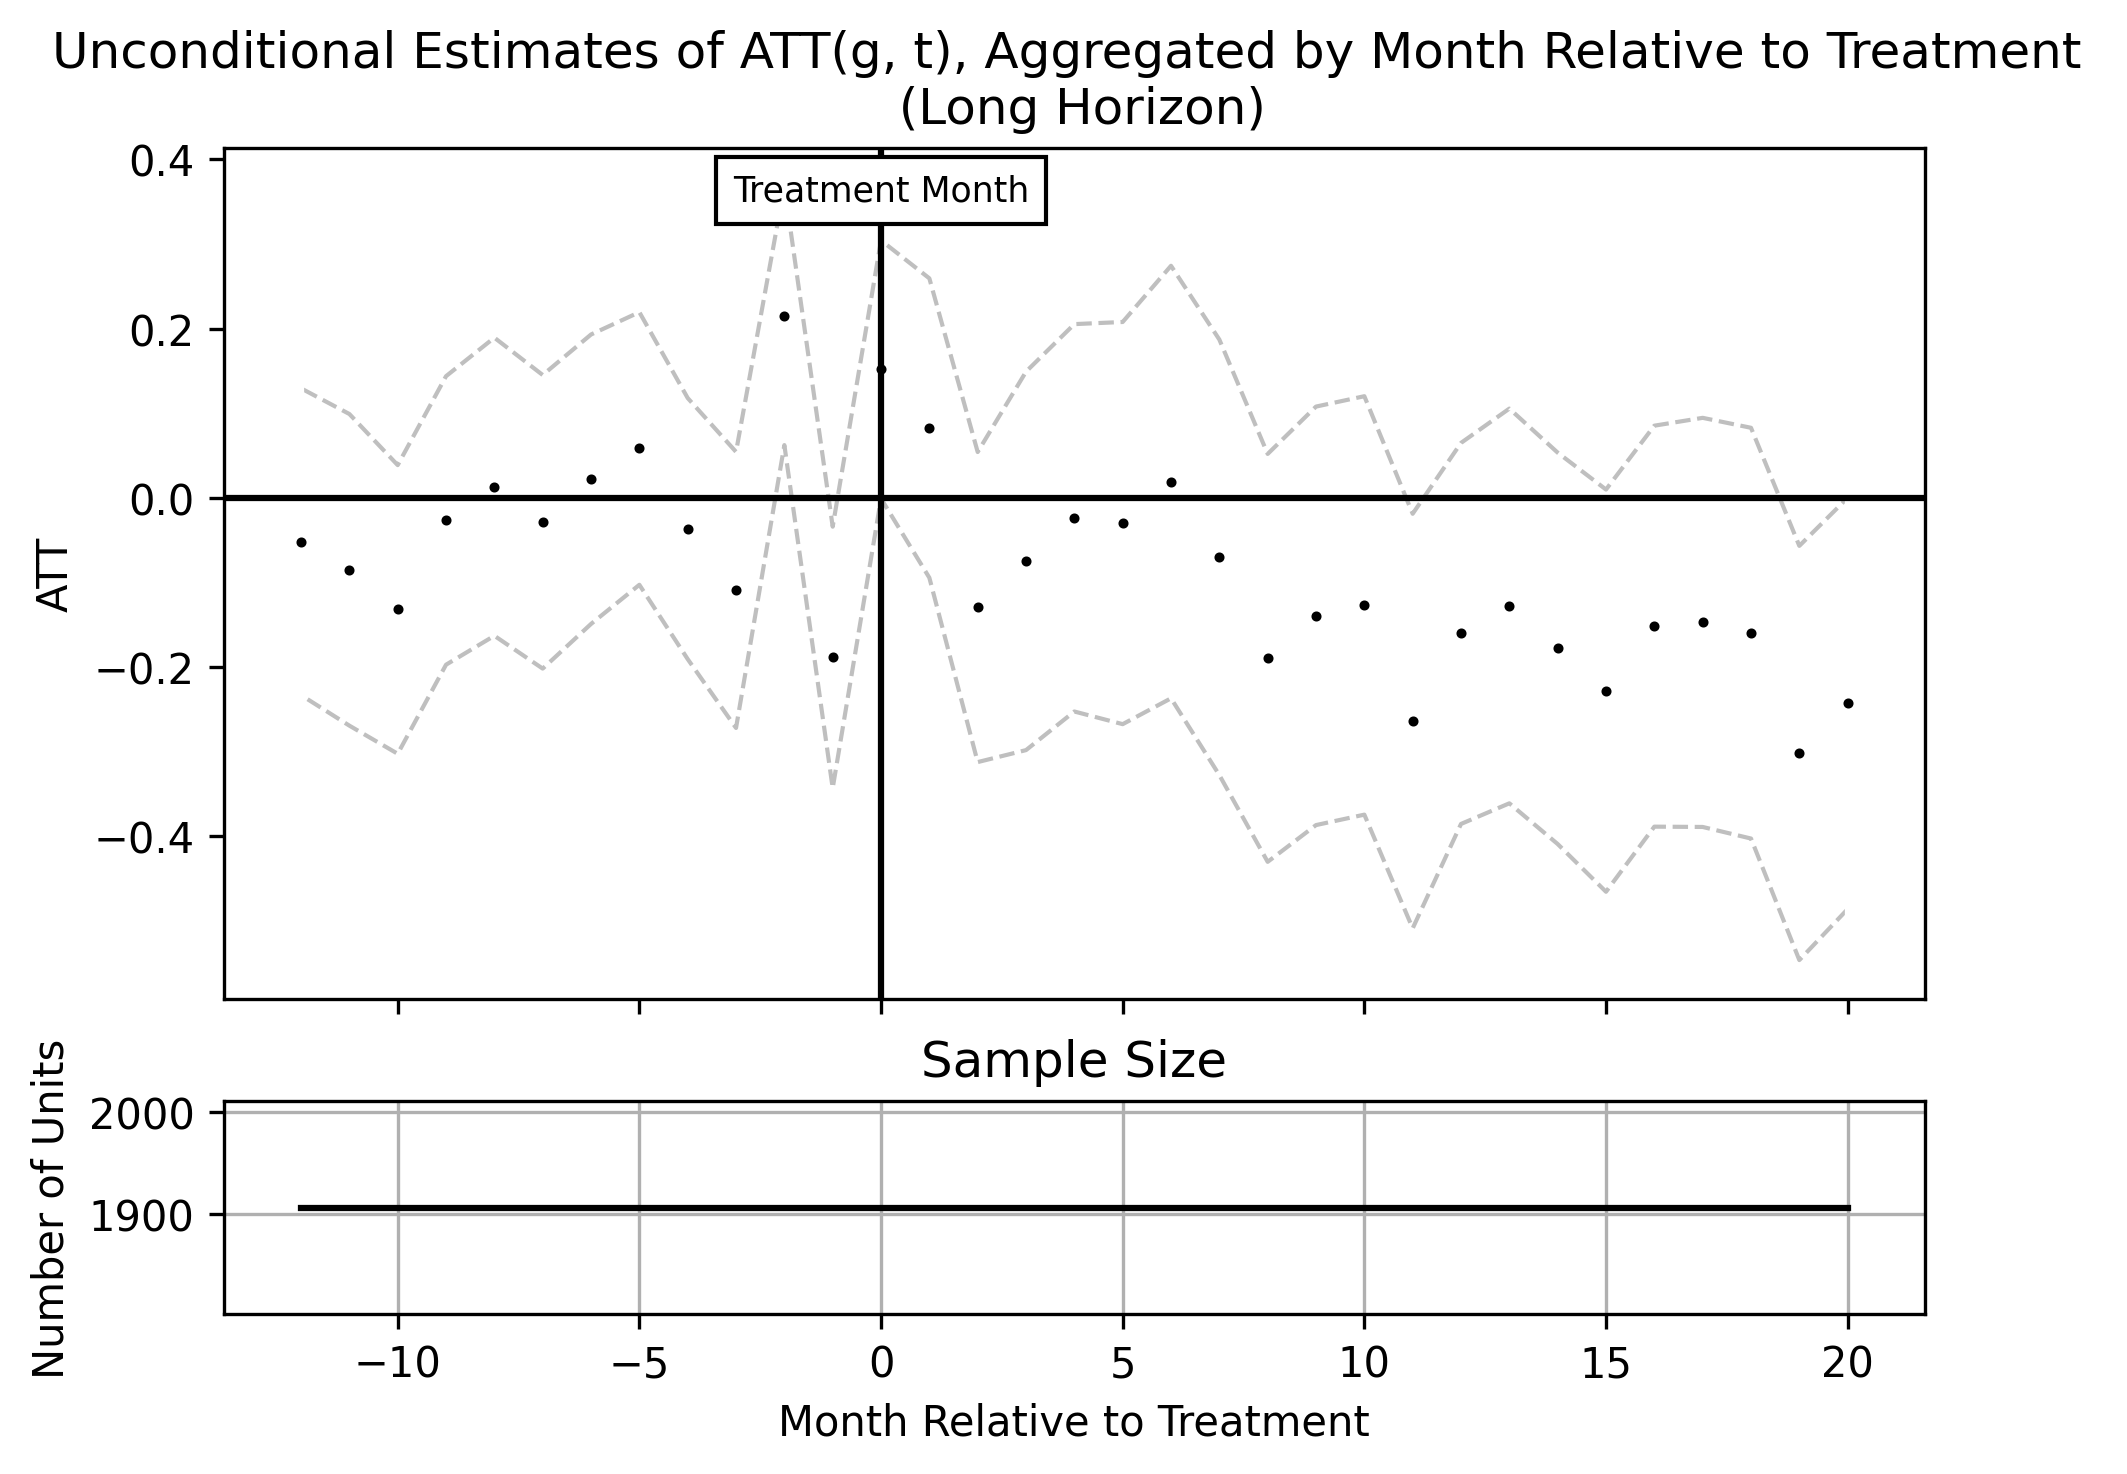 Unconditional Estimates of ATT(g, t), Aggregated by Month Relative to Treatment
(Long Horizon)
Treatment Month
0.4
0.2
0.0
−0.2
−0.4
ATT
Sample Size
2000
1900
Number of Units
−10 −5 0 5 10 15 20
Month Relative to Treatment